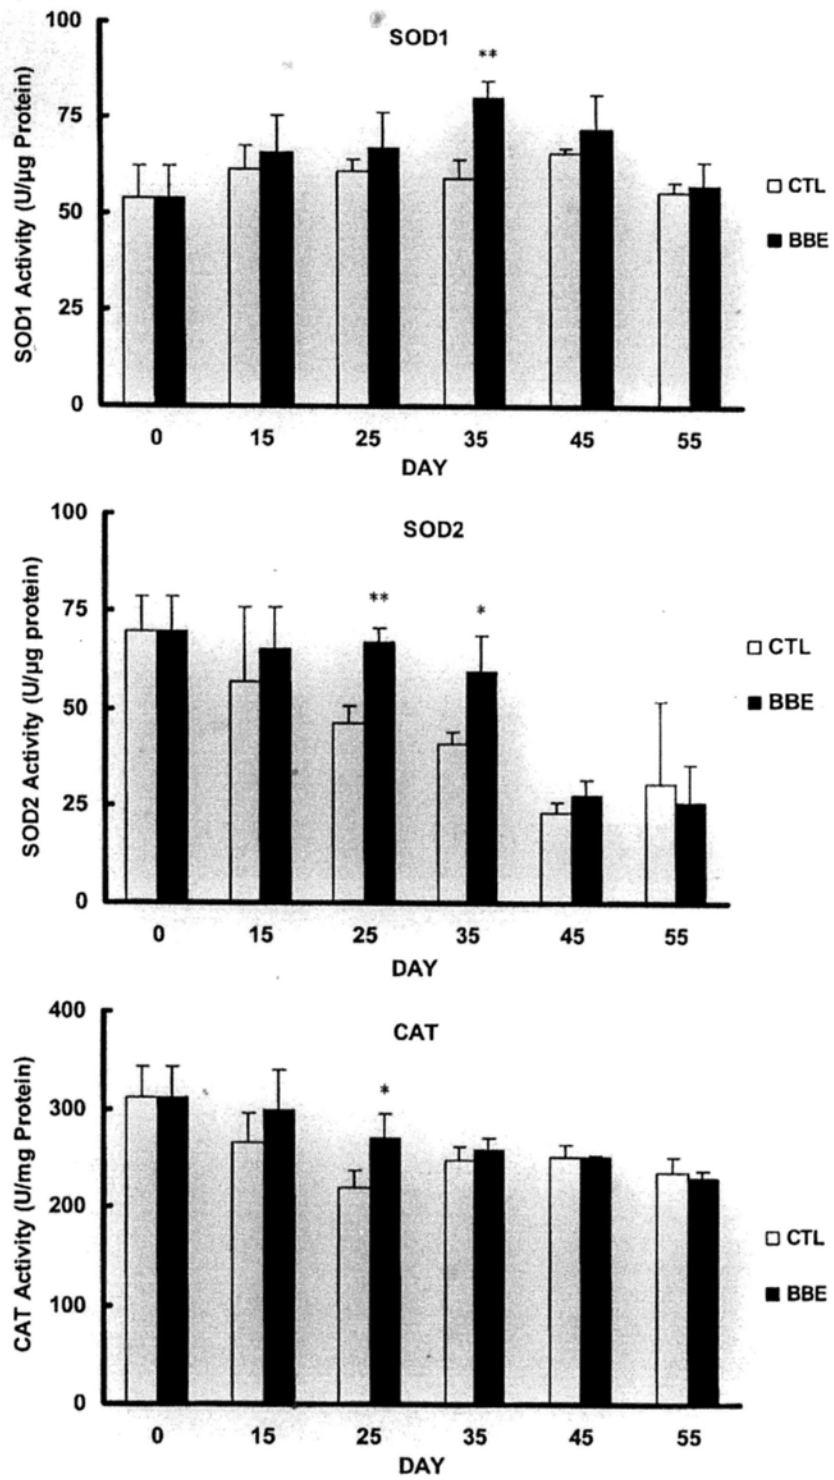 100
SOD1
**
75
50
25
0
SOD1 Activity (U/µg Protein)
CTL
BBE
0 15 25 35 45 55
DAY
100
SOD2
**
*
75
50
25
0
SOD2 Activity (U/µg protein)
CTL
BBE
0 15 25 35 45 55
DAY
400
CAT
*
300
200
100
0
CAT Activity (U/mg Protein)
CTL
BBE
0 15 25 35 45 55
DAY